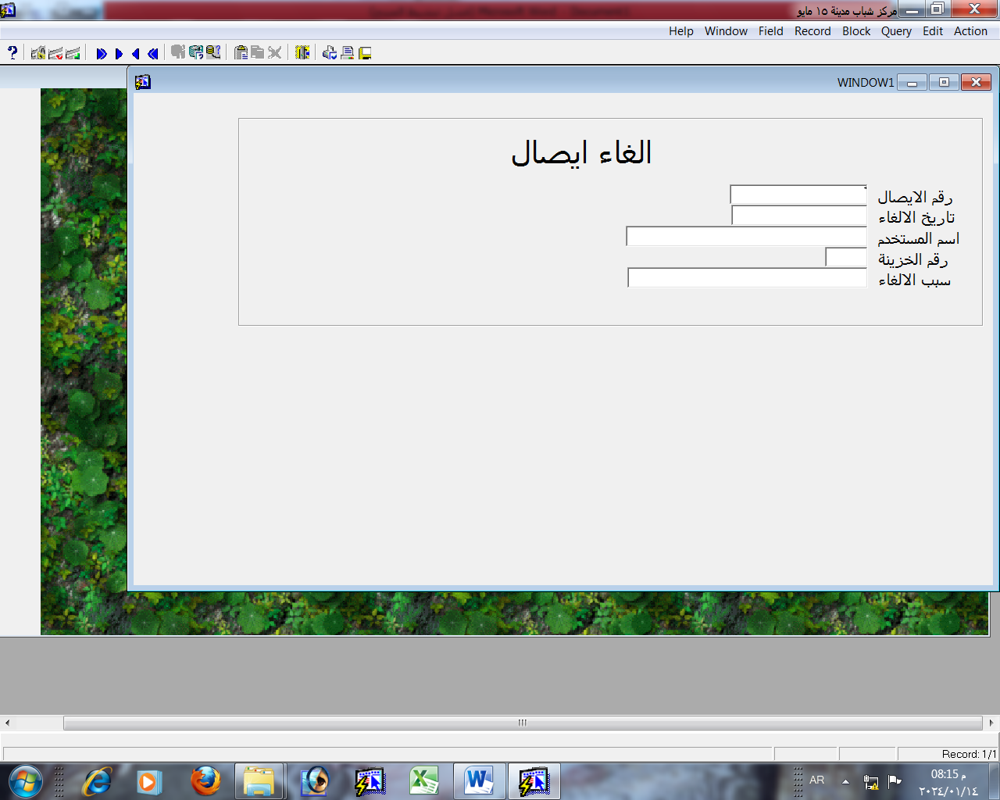 مركز شباب مدينة ١٥ مايو
Help Window Field Record Block Query Edit Action
WINDOW1
الغاء ايصال
رقم الايصال
تاريخ الالغاء
اسم المستخدم
رقم الخزينة
سبب الالغاء
Record: 1/1
AR
08:15 م
٢٠٢٤/٠١/١٤